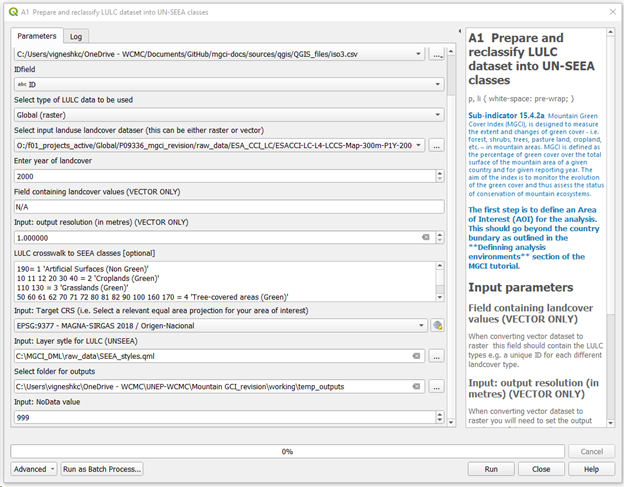 A1 Prepare and reclassify LULC dataset into UN-SEEA classes
Parameters
Log
C:/Users/vigneshkc/OneDrive - WCMC/Documents/GitHub/mgci-docs/sources/qgis/QGIS_files/iso3.csv
...
IDfield
abc ID
Select type of LULC data to be used
Global (raster)
Select input landuse landcover dataser (this can be either raster or vector)
O:/f01_projects_active/Global/P09336_mgci_revision/raw_data/ESA_CCI_LC/ESACCI-LC-L4-LCCS-Map-300m-P1Y-200
...
Enter year of landcover
2000
Field containing landcover values (VECTOR ONLY)
N/A
Input: output resolution (in metres) (VECTOR ONLY)
1.000000
LULC crosswalk to SEEA classes [optional]
190= 1 'Artificial Surfaces (Non Green)'
10 11 12 20 30 40 = 2 'Croplands (Green)'
110 130 = 3 'Grasslands (Green)'
50 60 61 62 70 71 72 80 81 82 90 100 160 170 = 4 'Tree-covered areas (Green)'
Input: Target CRS (i.e. Select a relevant equal area projection for your area of interest)
EPSG:9377 - MAGNA-SIRGAS 2018 / Origen-Nacional
Input: Layer sytle for LULC (UNSEEA)
C:\MGCI_DML\raw_data\SEEA_styles.qml
...
Select folder for outputs
C:\Users\vigneshkc\OneDrive - WCMC\UNEP-WCMC\Mountain GCI_revision\working\temp_outputs
...
Input: NoData value
999
A1 Prepare and
reclassify LULC
dataset into UN-SEEA
classes
p, li { white-space: pre-wrap; }
Sub-indicator 15.4.2a, Mountain Green
Cover Index (MGCI), is designed to measure
the extent and changes of green cover - i.e.
forest, shrubs, trees, pasture land, cropland,
etc. – in mountain areas. MGCI is defined as
the percentage of green cover over the total
surface of the mountain area of a given
country and for given reporting year. The
aim of the index is to monitor the evolution
of the green cover and thus assess the status
of conservation of mountain ecosystems.
The first step is to define an Area
of Interest (AOI) for the analysis.
This should go beyond the country
bundary as outlined in the
**Definning analysis
environments** section of the
MGCI tutorial.
Input parameters
Field containing landcover
values (VECTOR ONLY)
When converting vector dataset to
raster this field should contain the LULC
types e.g. a unique ID for each different
landcover type.
Input: output resolution (in
metres) (VECTOR ONLY)
When converting vector dataset to
raster you will need to set the output
0%
Cancel
Advanced
Run as Batch Process...
Run
Close
Help